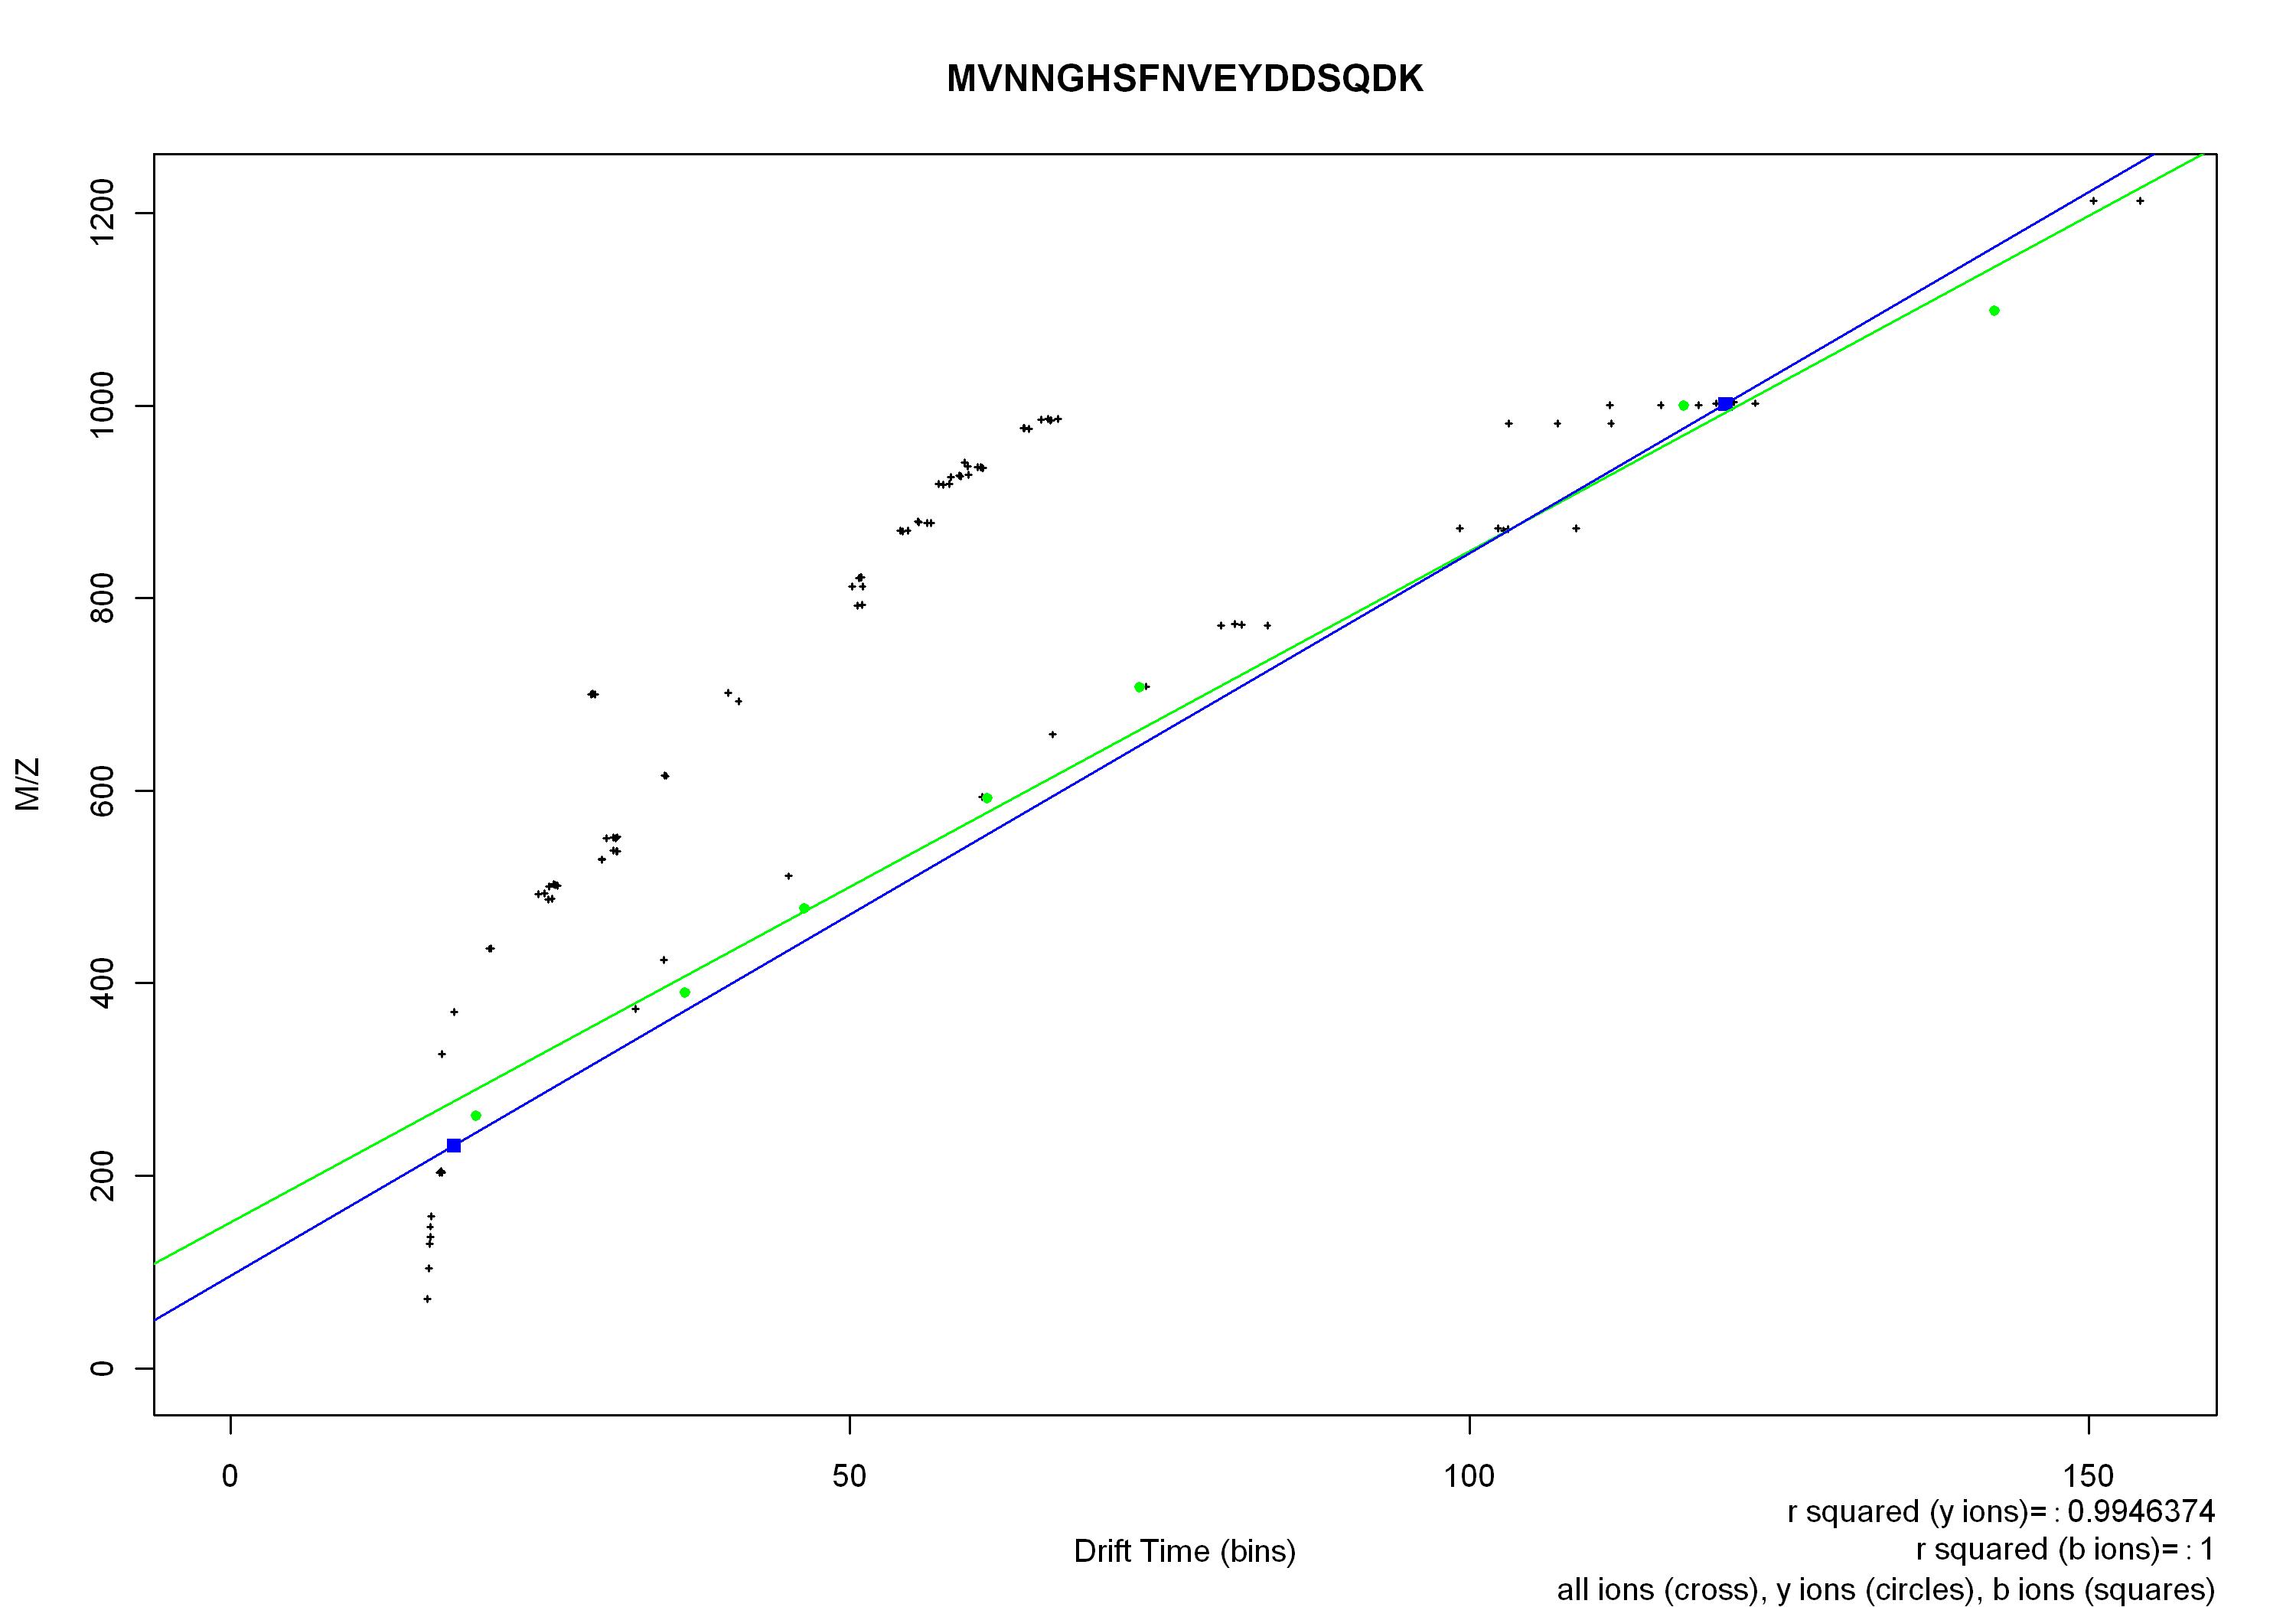 MVNNGHSFNVEYDDSQDK
1200
1000
800
600
400
200
0
M/Z
0 50 100 150
Drift Time (bins)
r squared (y ions)= : 0.9946374
r squared (b ions)= : 1
all ions (cross), y ions (circles), b ions (squares)